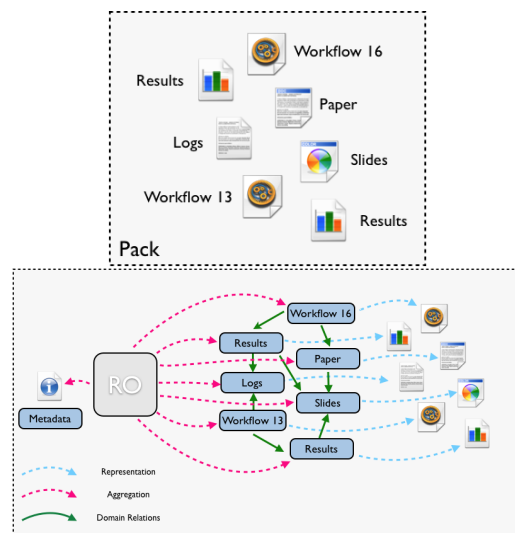 Workflow 16
Results
Paper
Logs
Slides
Workflow 13
Results
Pack
Workflow 16
Results
Paper
RO
Logs
Metadata
Slides
Workflow 13
Results
Representation
Aggregation
Domain Relations